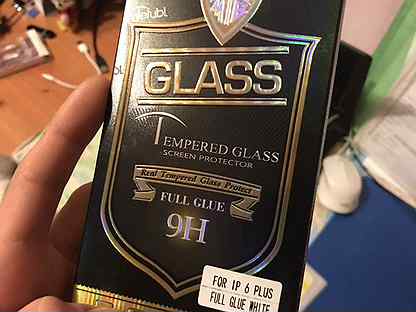 GLASS
TEMPERED GLASS
SCREEN PROTECTOR
Real Tempered Glass Protect
FULL GLUE
9H
FOR IP 6 PLUS
FULL GLUE WHITE